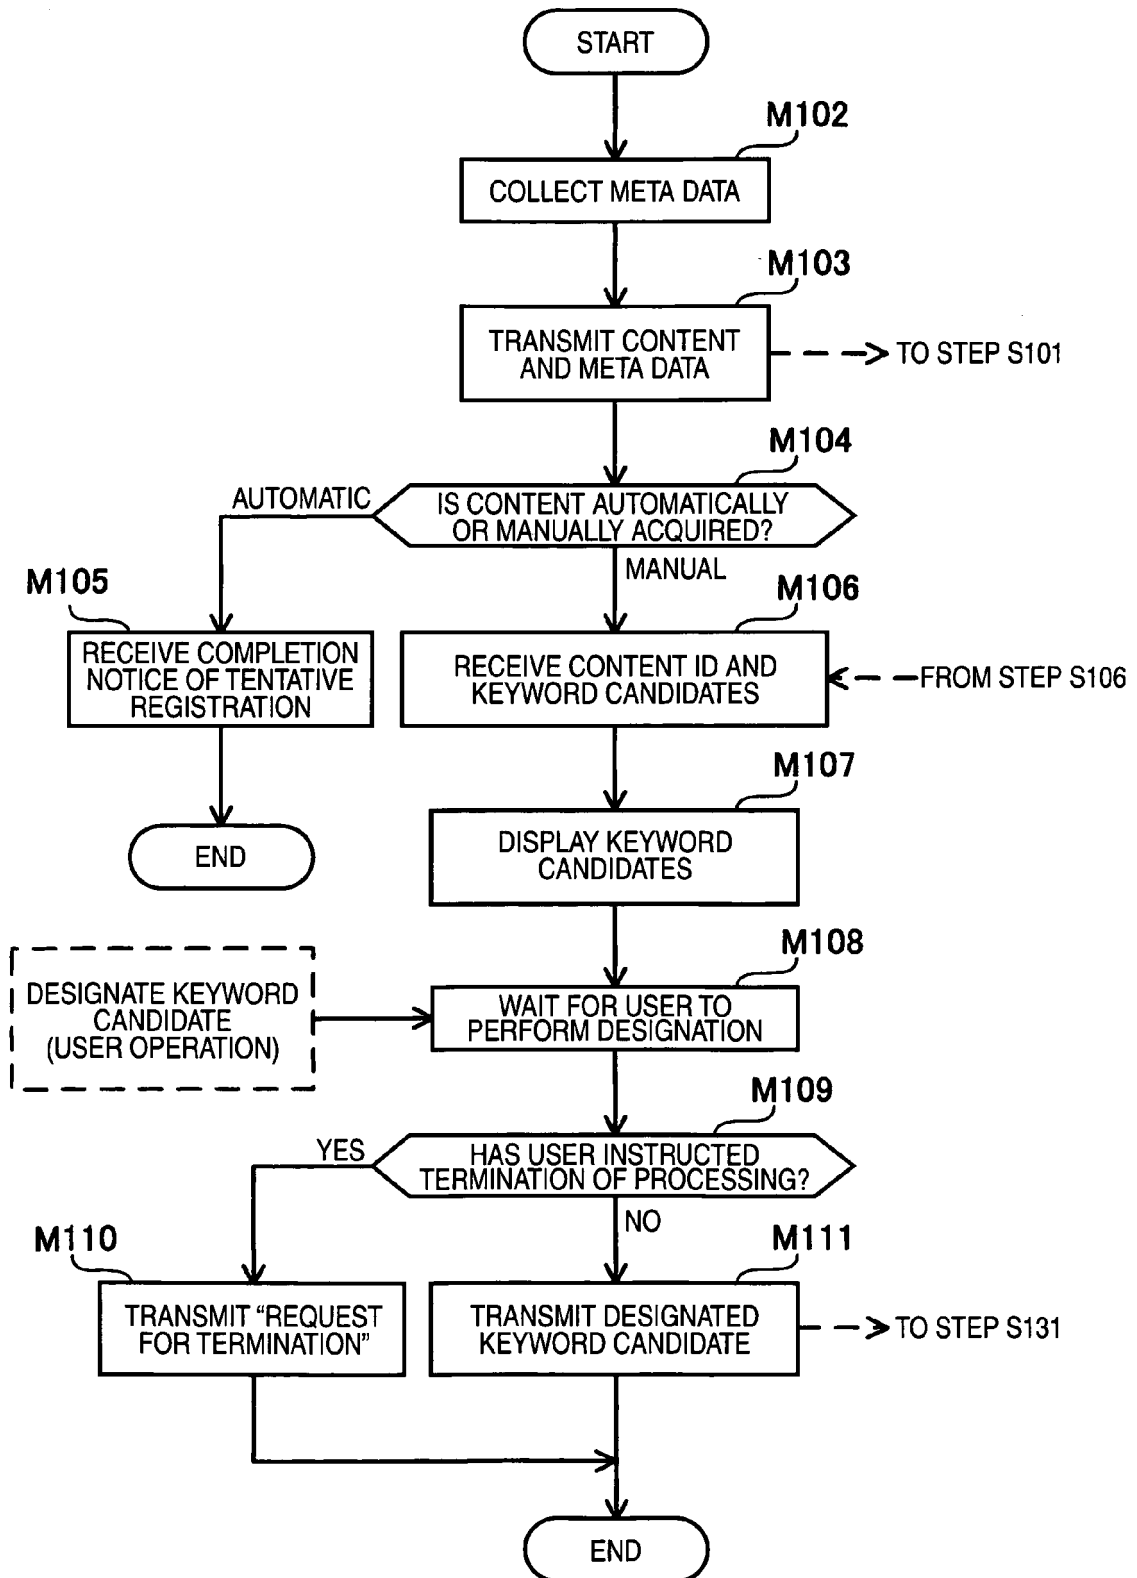 START
M102
COLLECT META DATA
M103
TRANSMIT CONTENT
AND META DATA
TO STEP S101
M104
AUTOMATIC
IS CONTENT AUTOMATICALLY
OR MANUALLY ACQUIRED?
MANUAL
M105
RECEIVE COMPLETION
NOTICE OF TENTATIVE
REGISTRATION
M106
RECEIVE CONTENT ID AND
KEYWORD CANDIDATES
FROM STEP S106
M107
DISPLAY KEYWORD
CANDIDATES
END
M108
DESIGNATE KEYWORD
CANDIDATE
(USER OPERATION)
WAIT FOR USER TO
PERFORM DESIGNATION
M109
YES
HAS USER INSTRUCTED
TERMINATION OF PROCESSING?
NO
M110
TRANSMIT “REQUEST
FOR TERMINATION”
M111
TRANSMIT DESIGNATED
KEYWORD CANDIDATE
TO STEP S131
END